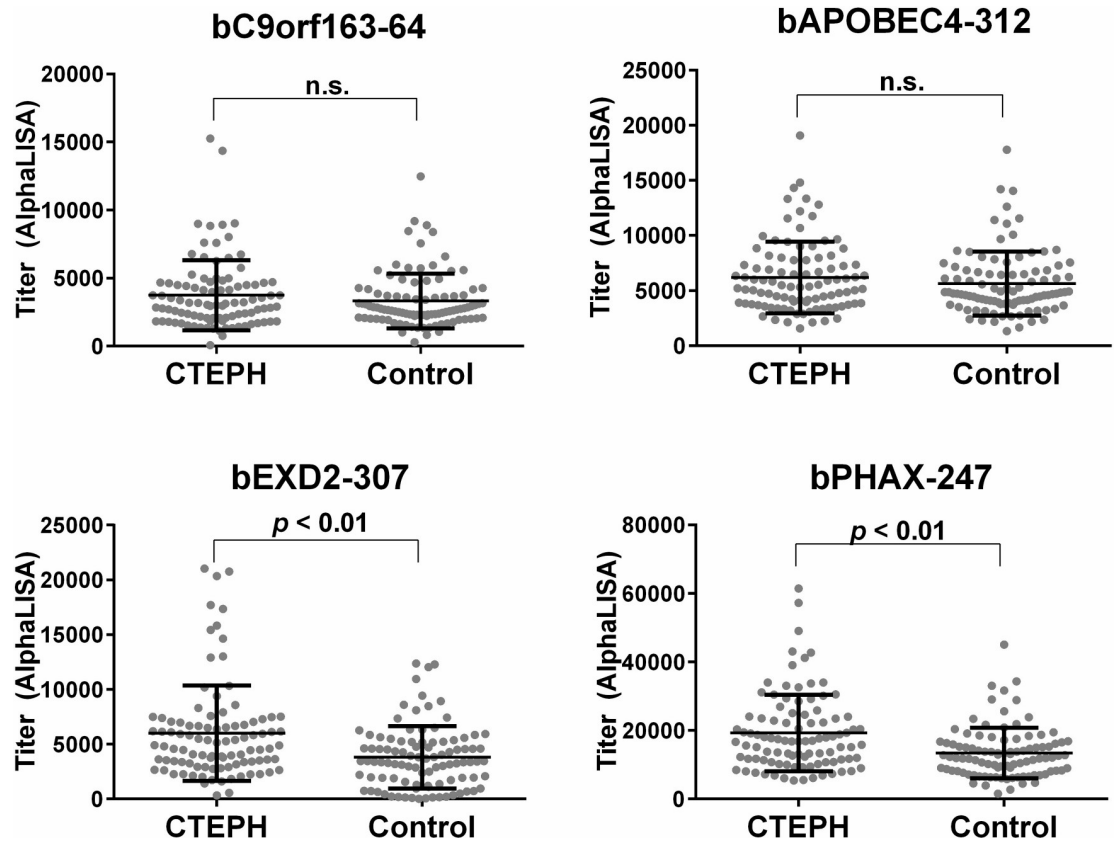 bC9orf163-64
Titer (AlphaLISA)
20000
15000
10000
5000
0
n.s.
CTEPH
Control
bAPOBEC4-312
Titer (AlphaLISA)
25000
20000
15000
10000
5000
0
n.s.
CTEPH
Control
bEXD2-307
Titer (AlphaLISA)
25000
20000
15000
10000
5000
0
p < 0.01
CTEPH
Control
bPHAX-247
Titer (AlphaLISA)
80000
60000
40000
20000
0
p < 0.01
CTEPH
Control